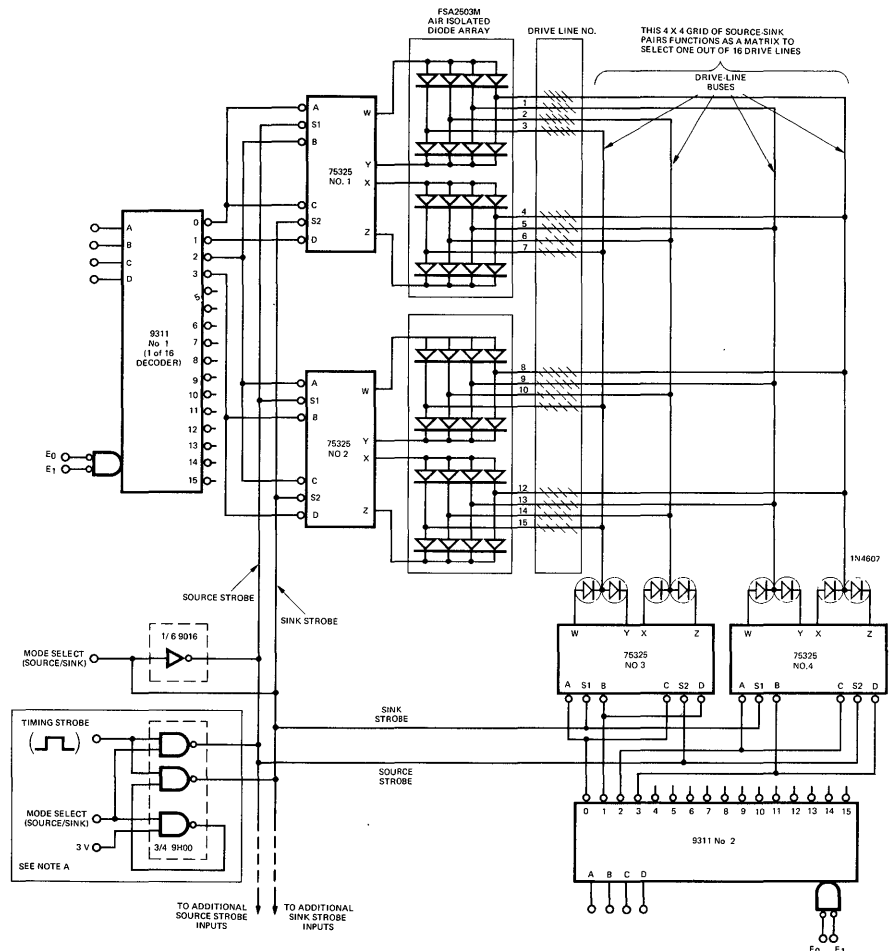 FSA2503M
AIR ISOLATED
DIODE ARRAY
DRIVE LINE NO.
THIS 4 X 4 GRID OF SOURCE-SINK
PAIRS FUNCTIONS AS A MATRIX TO
SELECT ONE OUT OF 16 DRIVE LINES
DRIVE-LINE
BUSES
A
S1
B
C
S2
D
75325
NO. 1
W
Y
X
Z
1
2
3
4
5
6
7
A
B
C
D
9311
No 1
(1 of 16
DECODER)
0
1
2
3
5
6
7
8
9
10
11
12
13
14
15
E0
E1
A
S1
B
C
S2
D
75325
NO 2
W
Y
X
Z
8
9
10
12
13
14
15
SOURCE STROBE
SINK STROBE
1N4607
W Y X Z
75325
NO 3
A S1 B C S2 D
W Y X Z
75325
NO.4
A S1 B C S2 D
MODE SELECT
(SOURCE/SINK)
1/ 6 9016
SINK
STROBE
SOURCE
STROBE
TIMING STROBE
MODE SELECT
(SOURCE/SINK)
3 V
3/4 9H00
SEE NOTE A
0 1 2 3 4 5 6 7 8 9 10 11 12 13 14 15
9311 No 2
A B C D
E0 E1
TO ADDITIONAL
SOURCE STROBE
INPUTS
TO ADDITIONAL
SINK STROBE
INPUTS